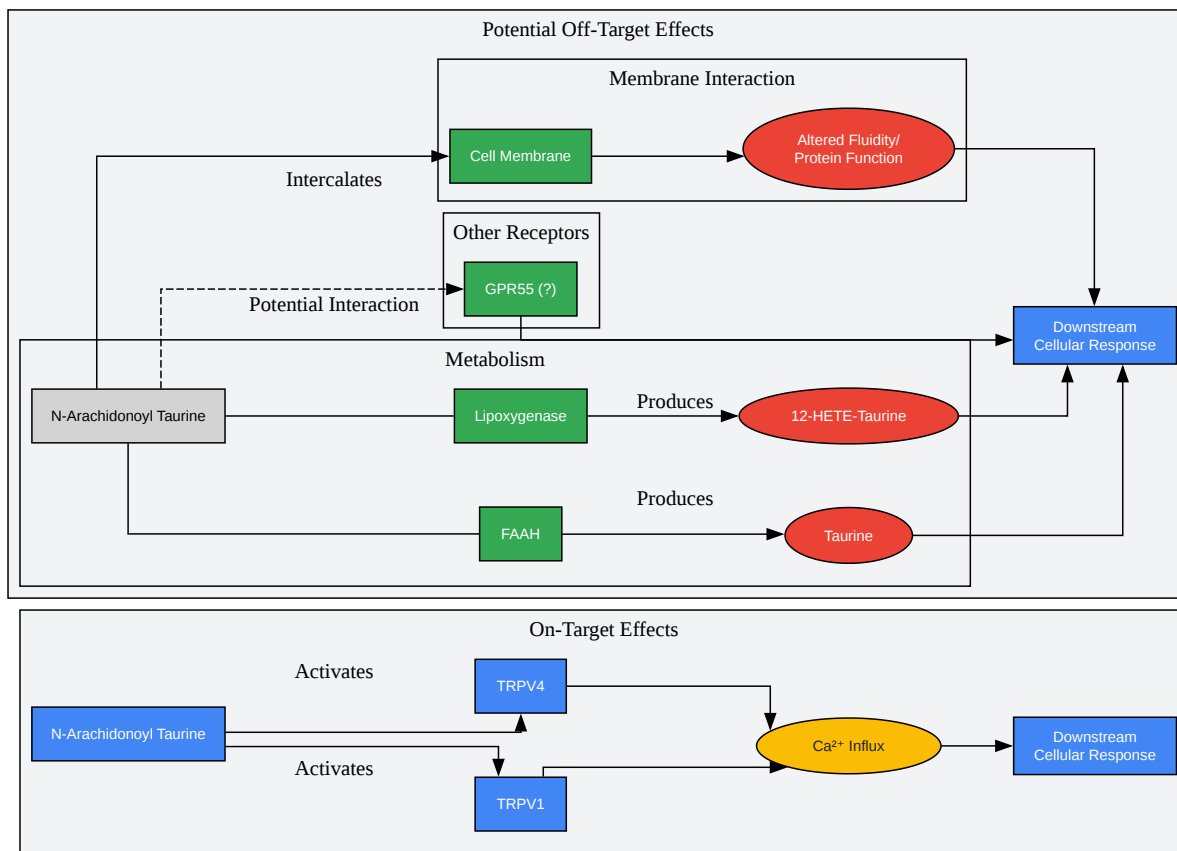 Potential Off-Target Effects
Membrane Interaction
Cell Membrane
Altered Fluidity/
Protein Function
Intercalates
Other Receptors
GPR55 (?)
Potential Interaction
Downstream
Cellular Response
Metabolism
N-Arachidonoyl Taurine
Lipoxygenase
Produces
12-HETE-Taurine
FAAH
Produces
Taurine
On-Target Effects
Activates
TRPV4
N-Arachidonoyl Taurine
Activates
TRPV1
Ca²⁺ Influx
Downstream
Cellular Response